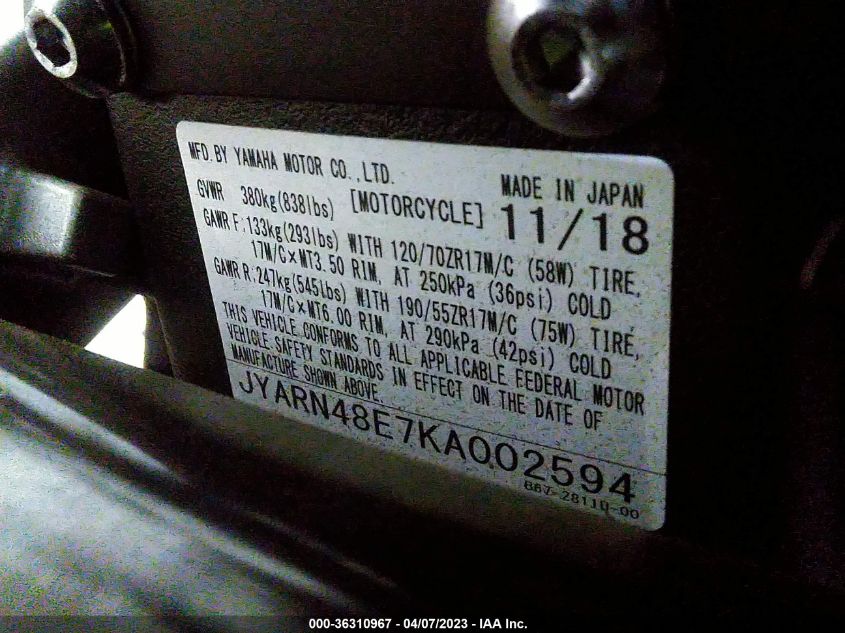 MFD. BY YAMAHA MOTOR CO., LTD.
MADE IN JAPAN
GVWR 380kg(838lbs) [MOTORCYCLE] 11/18
GAWR F:133kg(293lbs) WITH 120/70ZR17M/C (58W) TIRE,
17M/C×MT3.50 RIM, AT 250kPa (36psi) COLD
GAWR R:247kg(545lbs) WITH 190/55ZR17M/C (75W) TIRE,
17M/C×MT6.00 RIM, AT 290kPa (42psi) COLD
THIS VEHICLE CONFORMS TO ALL APPLICABLE FEDERAL MOTOR
VEHICLE SAFETY STANDARDS IN EFFECT ON THE DATE OF
MANUFACTURE SHOWN ABOVE.
JYARN48E7KA002594
000-36310967 - 04/07/2023 - IAA Inc.